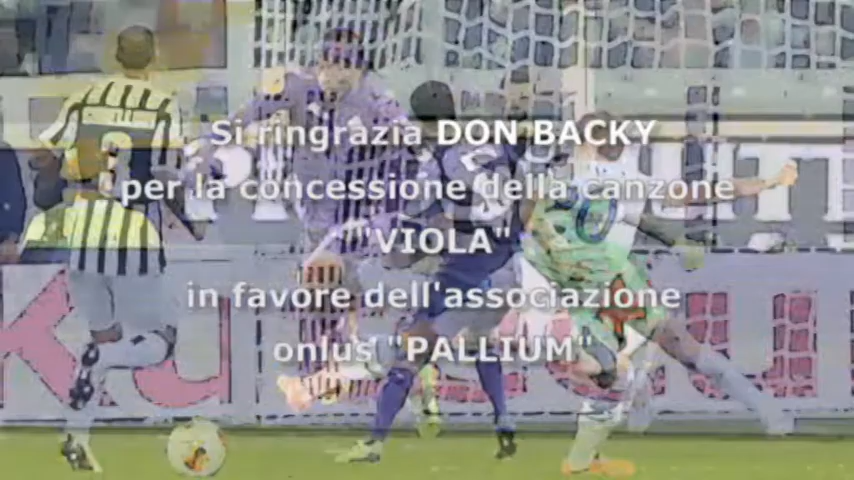 Si ringrazia DON BACKY
per la concessione della canzone
"VIOLA"
in favore dell'associazione
onlus "PALLIUM"